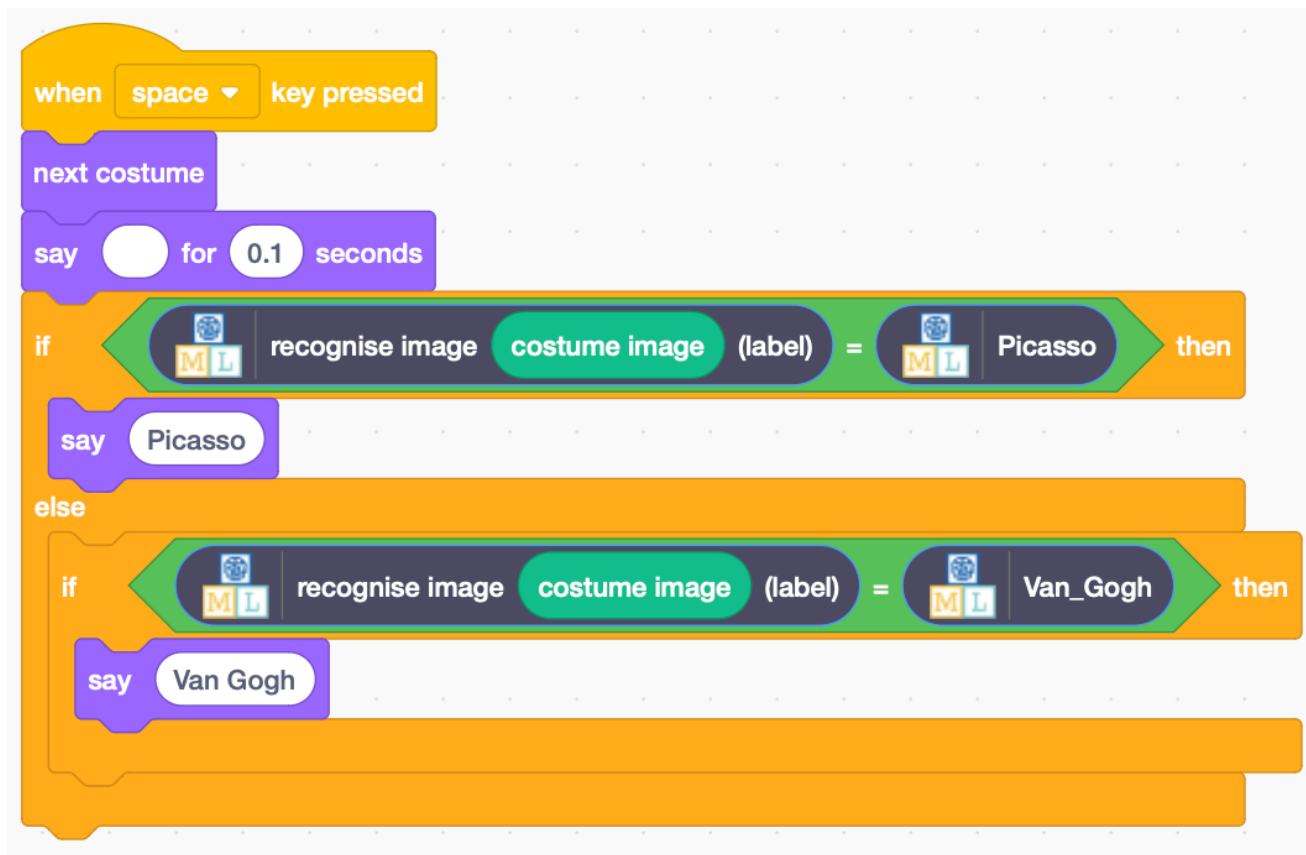 when space key pressed
next costume
say for 0.1 seconds
if ML recognise image costume image (label) = ML Picasso then
say Picasso
else
if ML recognise image costume image (label) = ML Van_Gogh then
say Van Gogh